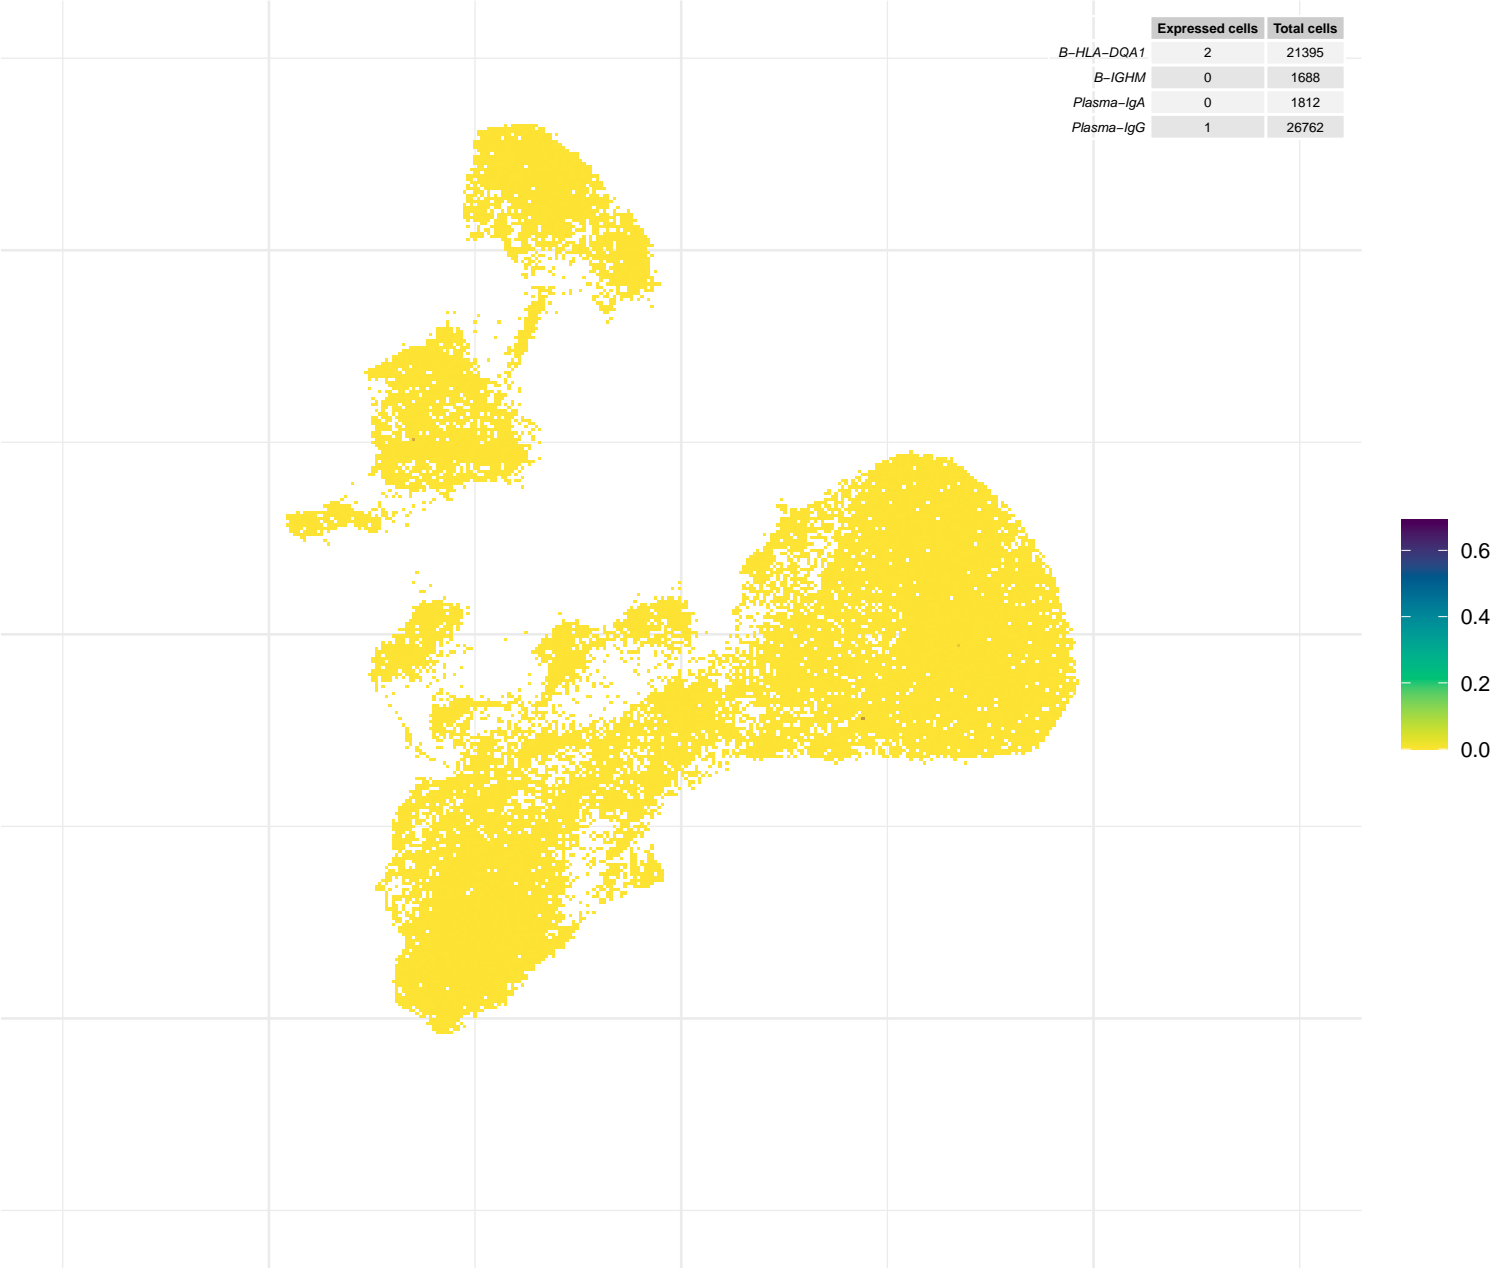 Expressed cells Total cells
B−HLA−DQA1 2 21395
B−IGHM 0 1688
Plasma−IgA 0 1812
Plasma−IgG 1 26762
0.6
0.4
0.2
0.0